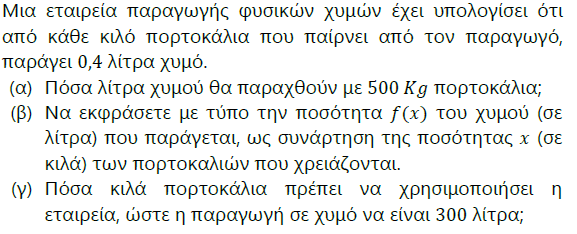 Μια εταιρεία παραγωγής φυσικών χυμών έχει υπολογίσει ότι
από κάθε κιλό πορτοκάλια που παίρνει από τον παραγωγό,
παράγει 0,4 λίτρα χυμό.
(α) Πόσα λίτρα χυμού θα παραχθούν με 500 Kg πορτοκάλια;
(β) Να εκφράσετε με τύπο την ποσότητα f(x) του χυμού (σε
λίτρα) που παράγεται, ως συνάρτηση της ποσότητας x (σε
κιλά) των πορτοκαλιών που χρειάζονται.
(γ) Πόσα κιλά πορτοκάλια πρέπει να χρησιμοποιήσει η
εταιρεία, ώστε η παραγωγή σε χυμό να είναι 300 λίτρα;